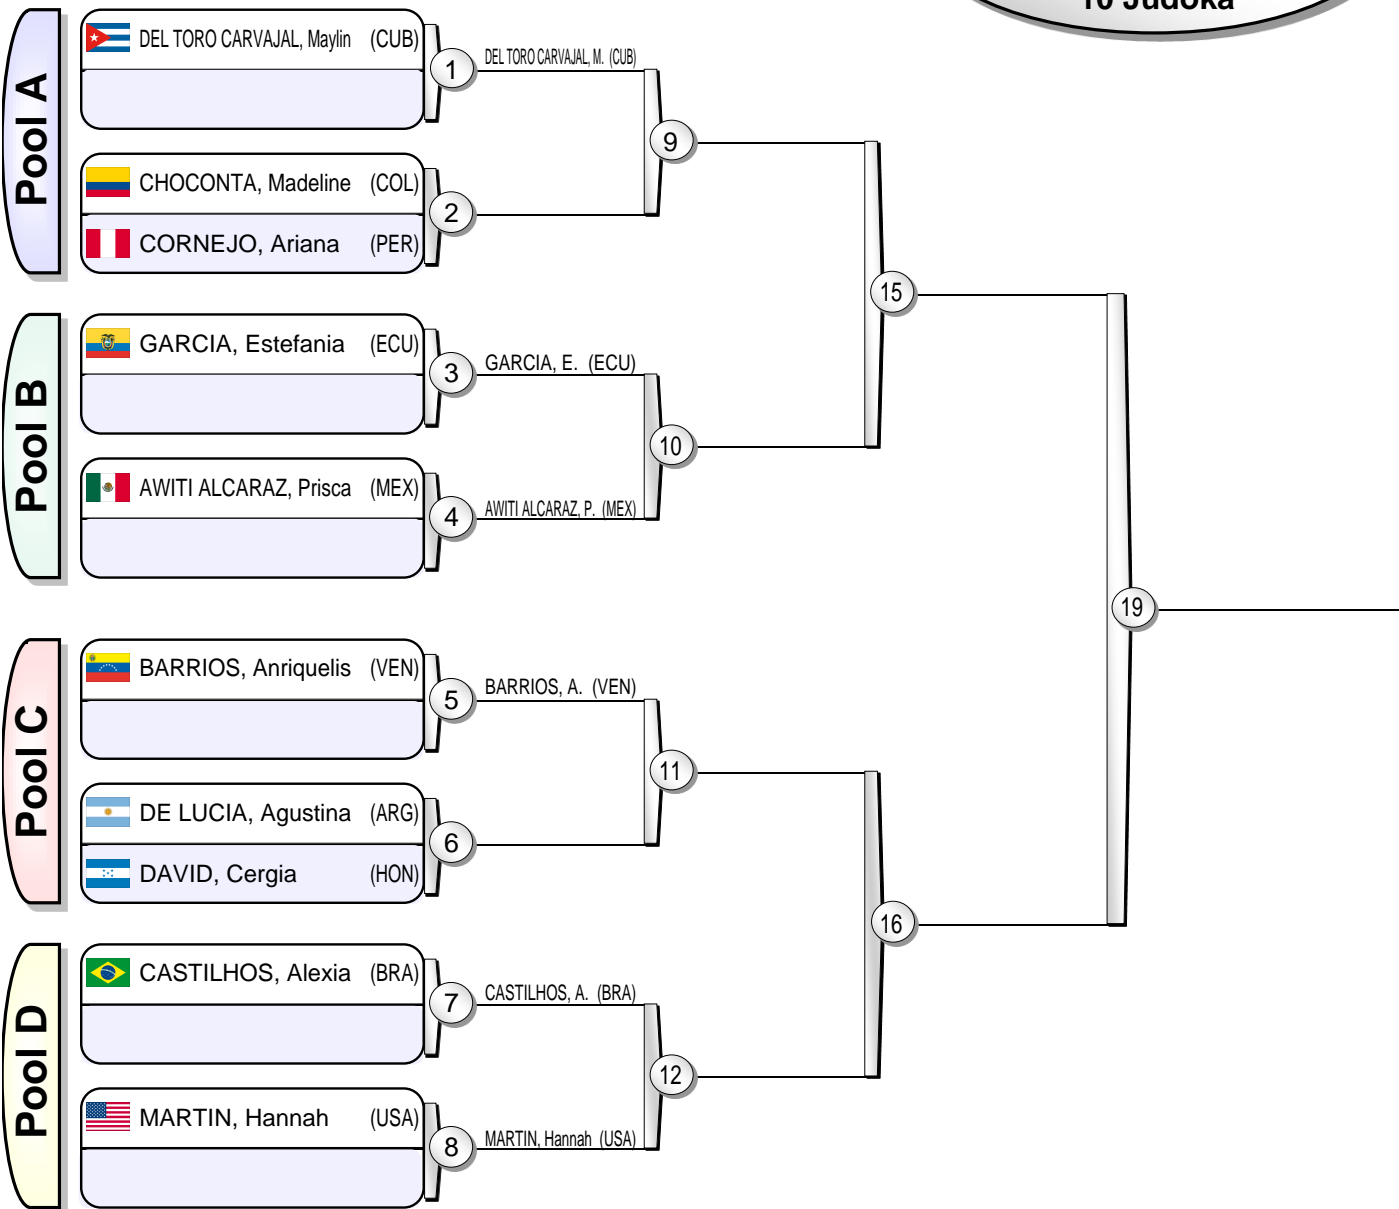 10 Judoka
Pool A
DEL TORO CARVAJAL, Maylin (CUB)
1
DEL TORO CARVAJAL, M. (CUB)
9
CHOCONTA, Madeline (COL)
2
CORNEJO, Ariana (PER)
15
Pool B
GARCIA, Estefania (ECU)
3
GARCIA, E. (ECU)
10
AWITI ALCARAZ, Prisca (MEX)
4
AWITI ALCARAZ, P. (MEX)
19
Pool C
BARRIOS, Anriquelis (VEN)
5
BARRIOS, A. (VEN)
11
DE LUCIA, Agustina (ARG)
6
DAVID, Cergia (HON)
16
Pool D
CASTILHOS, Alexia (BRA)
7
CASTILHOS, A. (BRA)
12
MARTIN, Hannah (USA)
8
MARTIN, Hannah (USA)